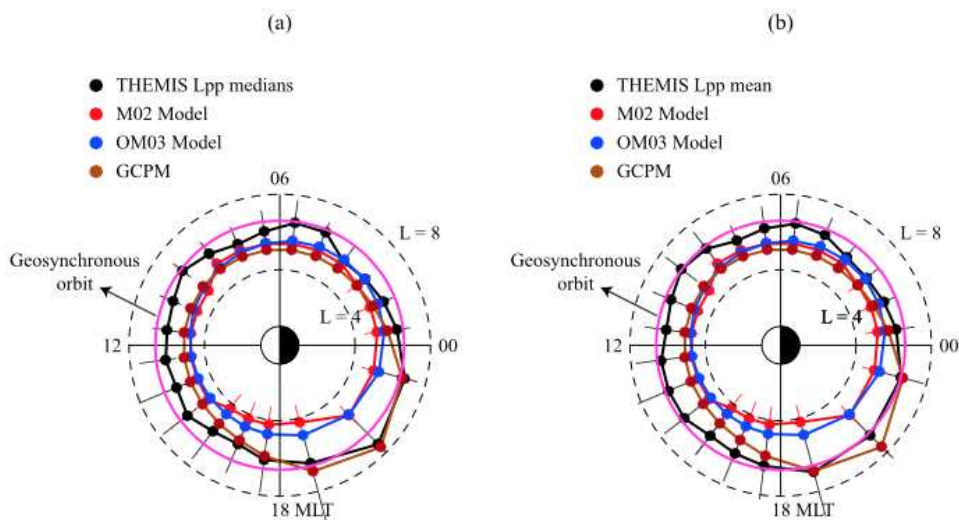 (a)
THEMIS Lpp medians
M02 Model
OM03 Model
GCPM
06
L = 8
Geosynchronous
orbit
L = 4
12
00
18 MLT
(b)
THEMIS Lpp mean
M02 Model
OM03 Model
GCPM
06
L = 8
Geosynchronous
orbit
L = 4
12
00
18 MLT